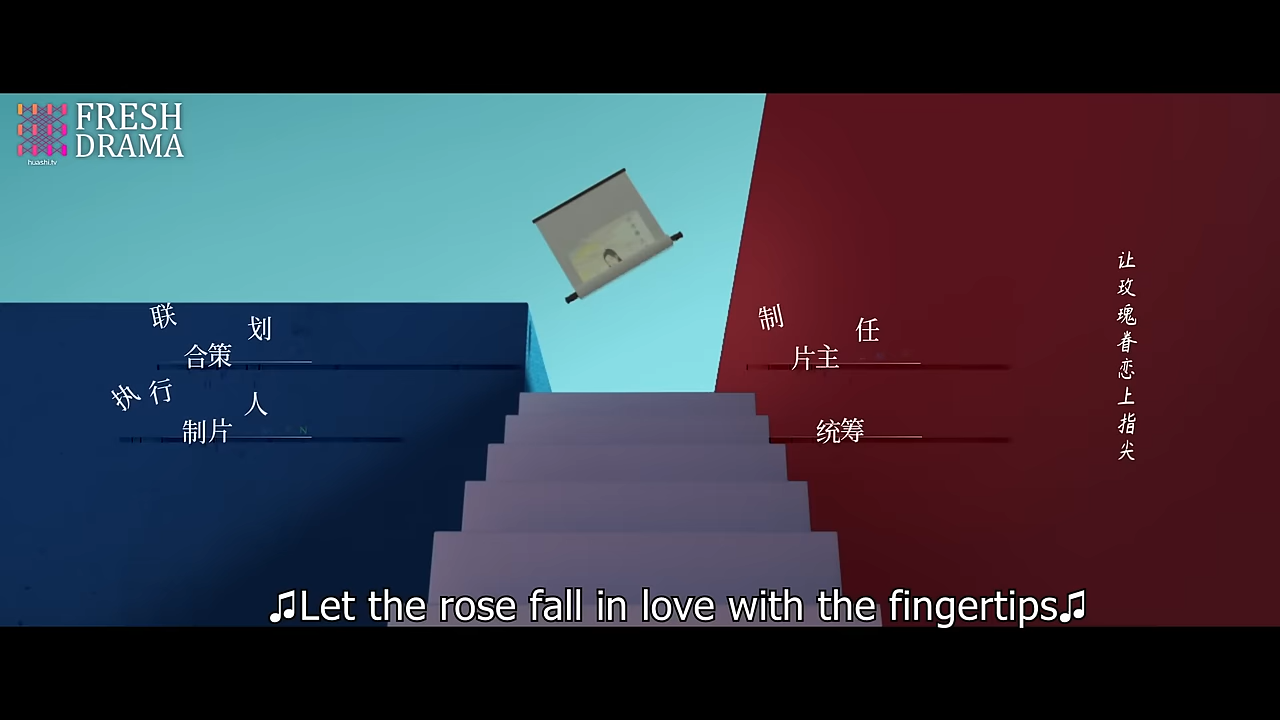 FRESH
DRAMA
huashi.tv
联合策划
执行制片人
制片主任
统筹
让玫瑰眷恋上指尖
♫Let the rose fall in love with the fingertips♫